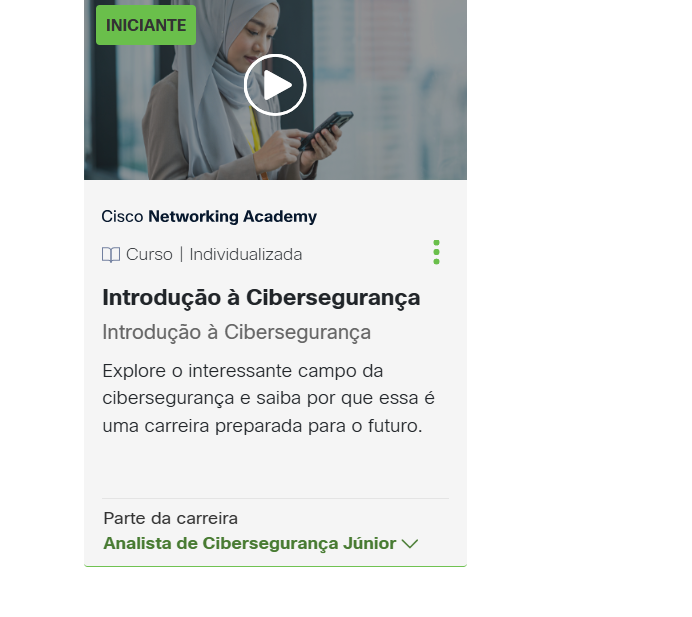 INICIANTE
Cisco Networking Academy
Curso | Individualizada
Introdução à Cibersegurança
Introdução à Cibersegurança
Explore o interessante campo da
cibersegurança e saiba por que essa é
uma carreira preparada para o futuro.
Parte da carreira
Analista de Cibersegurança Júnior